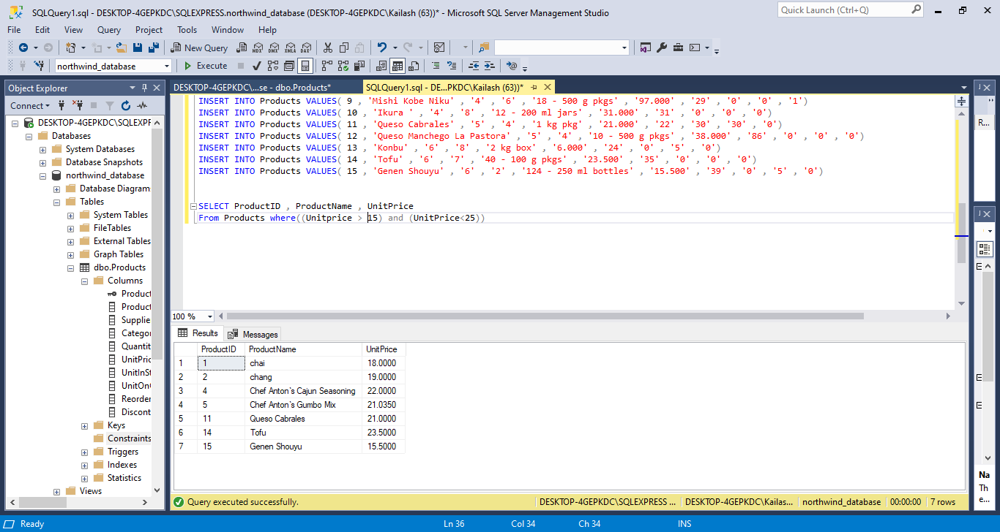 SQLQuery1.sql - DESKTOP-4GEPKDC\SQLEXPRESS.northwind_database (DESKTOP-4GEPKDC\Kailash (63))* - Microsoft SQL Server Management Studio
Quick Launch (Ctrl+Q)
File Edit View Query Project Tools Window Help
New Query MDX DMX XMLA DAX
northwind_database Execute
Object Explorer
DESKTOP-4GEPKDC\...se - dbo.Products*
SQLQuery1.sql - DE...PKDC\Kailash (63))*
Connect
DESKTOP-4GEPKDC\SQLEXPF
Databases
System Databases
Database Snapshots
northwind_database
Database Diagram
Tables
System Tables
FileTables
External Tables
Graph Tables
dbo.Products
Columns
Product
Product
Supplie
Categor
Quantit
UnitPric
UnitInSt
UnitOn
Reorder
Discont
Keys
Constraints
Triggers
Indexes
Statistics
Views
INSERT INTO Products VALUES( 9 , 'Mishi Kobe Niku' , '4' , '6' , '18 - 500 g pkgs' , '97.000' , '29' , '0' , '0' , '1')
INSERT INTO Products VALUES( 10 , 'Ikura ' , '4' , '8' , '12 - 200 ml jars' , '31.000' , '31' , '0' , '0' , '0')
INSERT INTO Products VALUES( 11 , 'Queso Cabrales' , '5' , '4' , '1 kg pkg' , '21.000' , '22' , '30' , '30' , '0')
INSERT INTO Products VALUES( 12 , 'Queso Manchego La Pastora' , '5' , '4' , '10 - 500 g pkgs' , '38.000' , '86' , '0' , '0' , '0')
INSERT INTO Products VALUES( 13 , 'Konbu' , '6' , '8' , '2 kg box' , '6.000' , '24' , '0' , '5' , '0')
INSERT INTO Products VALUES( 14 , 'Tofu' , '6' , '7' , '40 - 100 g pkgs' , '23.500' , '35' , '0' , '0' , '0')
INSERT INTO Products VALUES( 15 , 'Genen Shouyu' , '6' , '2' , '124 - 250 ml bottles' , '15.500' , '39' , '0' , '5' , '0')
SELECT ProductID , ProductName , UnitPrice
From Products where((Unitprice > 15) and (UnitPrice<25))
100 %
Results Messages
ProductID ProductName UnitPrice
1 1 chai 18.0000
2 2 chang 19.0000
3 4 Chef Anton`s Cajun Seasoning 22.0000
4 5 Chef Anton`s Gumbo Mix 21.0350
5 11 Queso Cabrales 21.0000
6 14 Tofu 23.5000
7 15 Genen Shouyu 15.5000
Query executed successfully. DESKTOP-4GEPKDC\SQLEXPRESS ... DESKTOP-4GEPKDC\Kailas... northwind_database 00:00:00 7 rows
R...
Na
Th
e...
Ready Ln 36 Col 34 Ch 34 INS